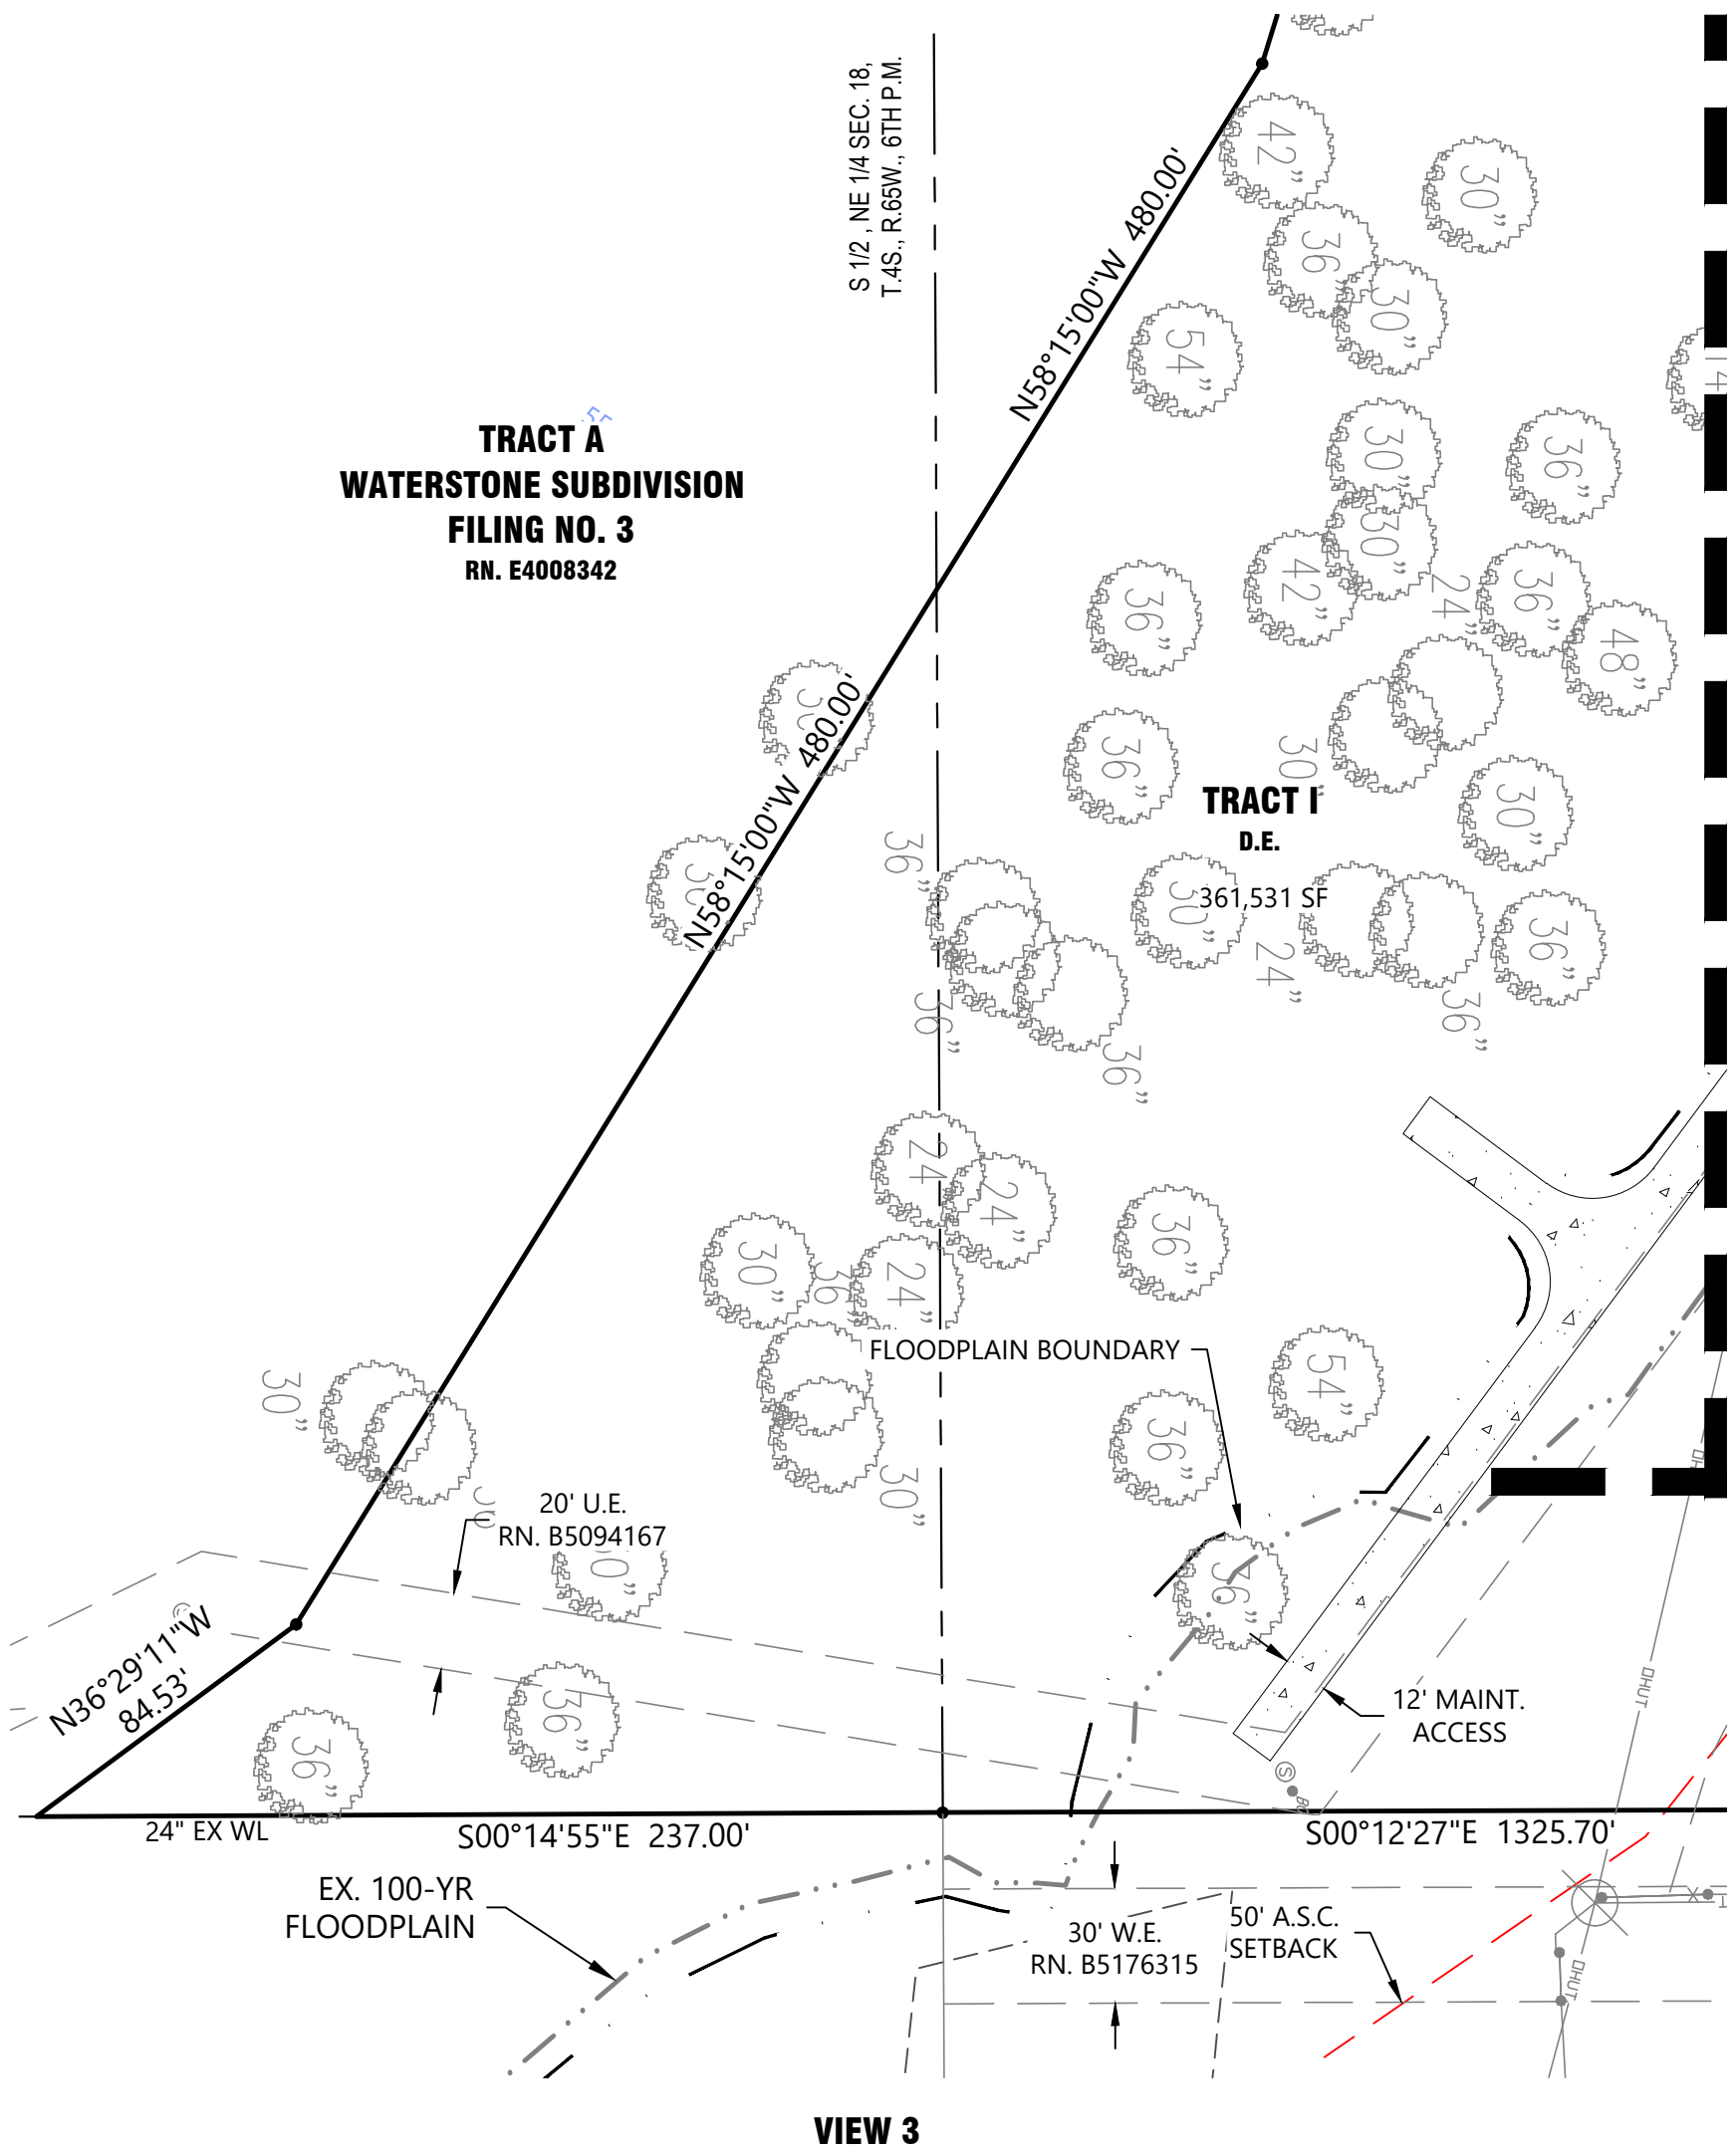 S 1/2 , NE 1/4 SEC. 18,
T.4S., R.65W., 6TH P.M.
N58°15'00"W 480.00'
42"
30"
36"
30"
54"
TRACT A
WATERSTONE SUBDIVISION
FILING NO. 3
RN. E4008342
30"
36"
30"
42"
24"
36"
48"
36"
N58°15'00"W 480.00'
36"
30"
TRACT I
D.E.
361,531 SF
30"
36"
30"
24"
36"
36"
36"
36"
24"
24"
36"
30"
36"
24"
FLOODPLAIN BOUNDARY
54"
30"
36"
30"
20' U.E.
RN. B5094167
36"
N36°29'11"W
84.53'
36"
36"
12' MAINT.
ACCESS
OHUT
S
24" EX WL
S00°14'55"E 237.00'
S00°12'27"E 1325.70'
EX. 100-YR
FLOODPLAIN
30' W.E.
RN. B5176315
50' A.S.C.
SETBACK
X
OHUT
VIEW 3